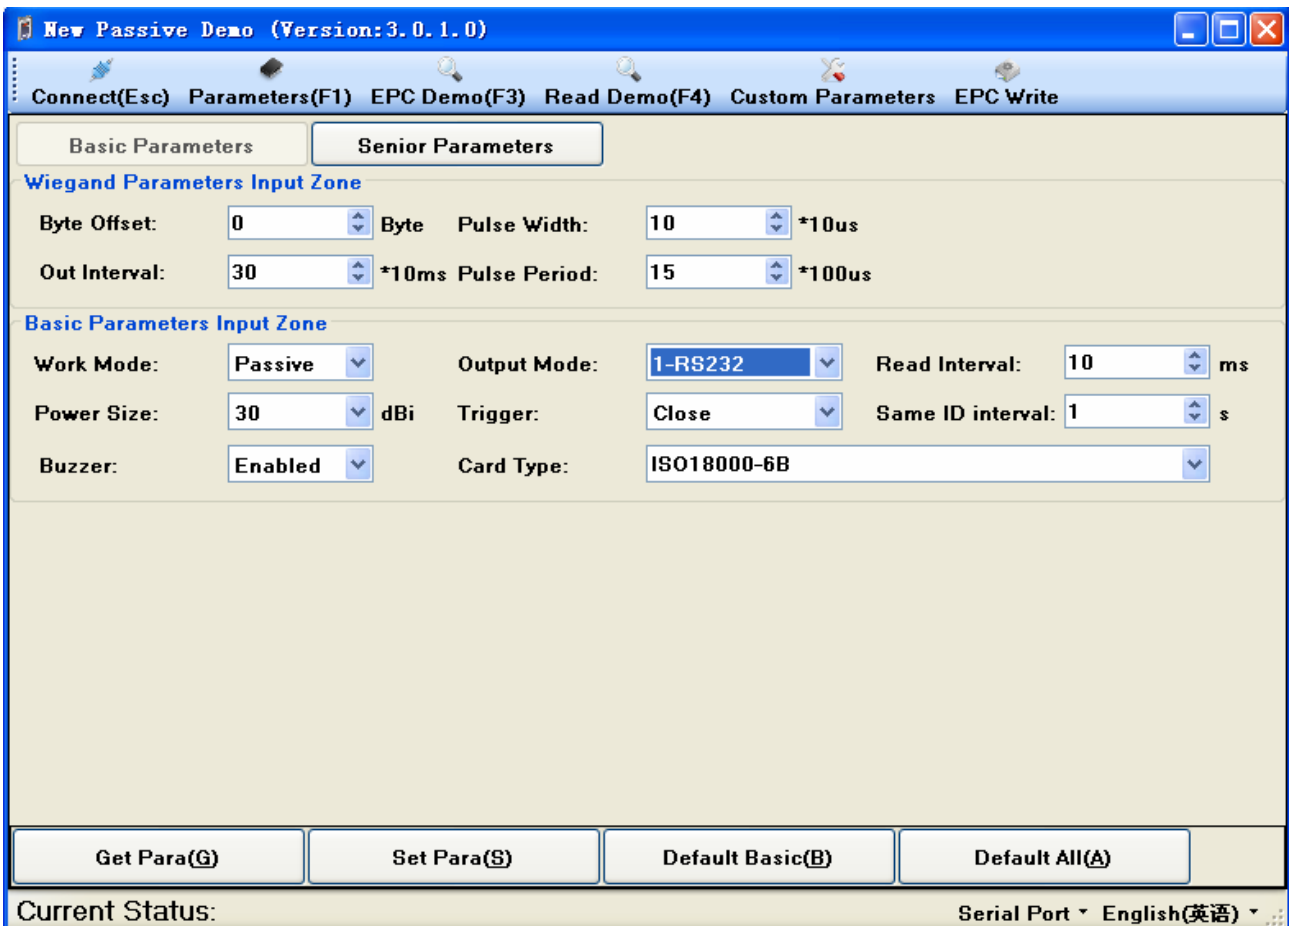 New Passive Demo (Version:3.0.1.0)
Connect(Esc) Parameters(F1) EPC Demo(F3) Read Demo(F4) Custom Parameters EPC Write
Basic Parameters Senior Parameters
Wiegand Parameters Input Zone
Byte Offset: 0 Byte Pulse Width: 10 *10us
Out Interval: 30 *10ms Pulse Period: 15 *100us
Basic Parameters Input Zone
Work Mode: Passive Output Mode: 1-RS232 Read Interval: 10 ms
Power Size: 30 dBi Trigger: Close Same ID interval: 1 s
Buzzer: Enabled Card Type: ISO18000-6B
Get Para(G) Set Para(S) Default Basic(B) Default All(A)
Current Status: Serial Port English(英语)